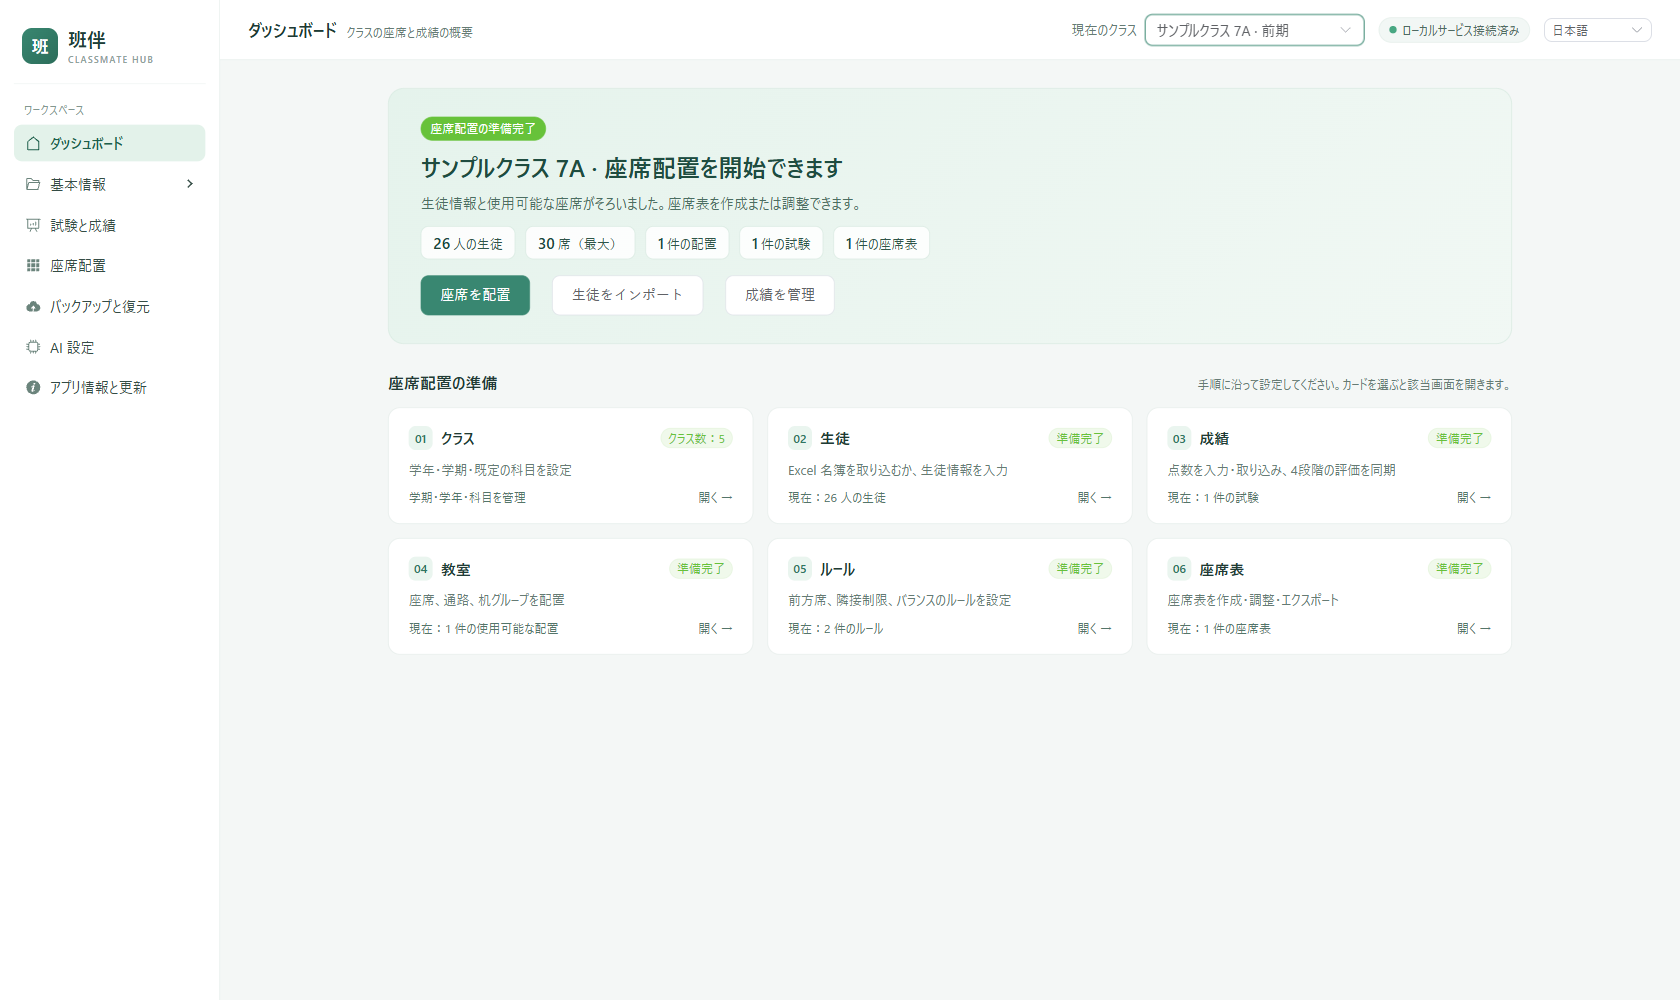 班
班伴
CLASSMATE HUB
ワークスペース
ダッシュボード
基本情報
試験と成績
座席配置
バックアップと復元
AI 設定
アプリ情報と更新
ダッシュボード クラスの座席と成績の概要
現在のクラス サンプルクラス 7A · 前期 ローカルサービス接続済み 日本語
座席配置の準備完了
サンプルクラス 7A · 座席配置を開始できます
生徒情報と使用可能な座席がそろいました。座席表を作成または調整できます。
26 人の生徒 30 席（最大） 1 件の配置 1 件の試験 1 件の座席表
座席を配置 生徒をインポート 成績を管理
座席配置の準備 手順に沿って設定してください。カードを選ぶと該当画面を開きます。
01 クラス クラス数：5
学年・学期・既定の科目を設定
学期・学年・科目を管理 開く →
02 生徒 準備完了
Excel 名簿を取り込むか、生徒情報を入力
現在：26 人の生徒 開く →
03 成績 準備完了
点数を入力・取り込み、4段階の評価を同期
現在：1 件の試験 開く →
04 教室 準備完了
座席、通路、机グループを配置
現在：1 件の使用可能な配置 開く →
05 ルール 準備完了
前方席、隣接制限、バランスのルールを設定
現在：2 件のルール 開く →
06 座席表 準備完了
座席表を作成・調整・エクスポート
現在：1 件の座席表 開く →